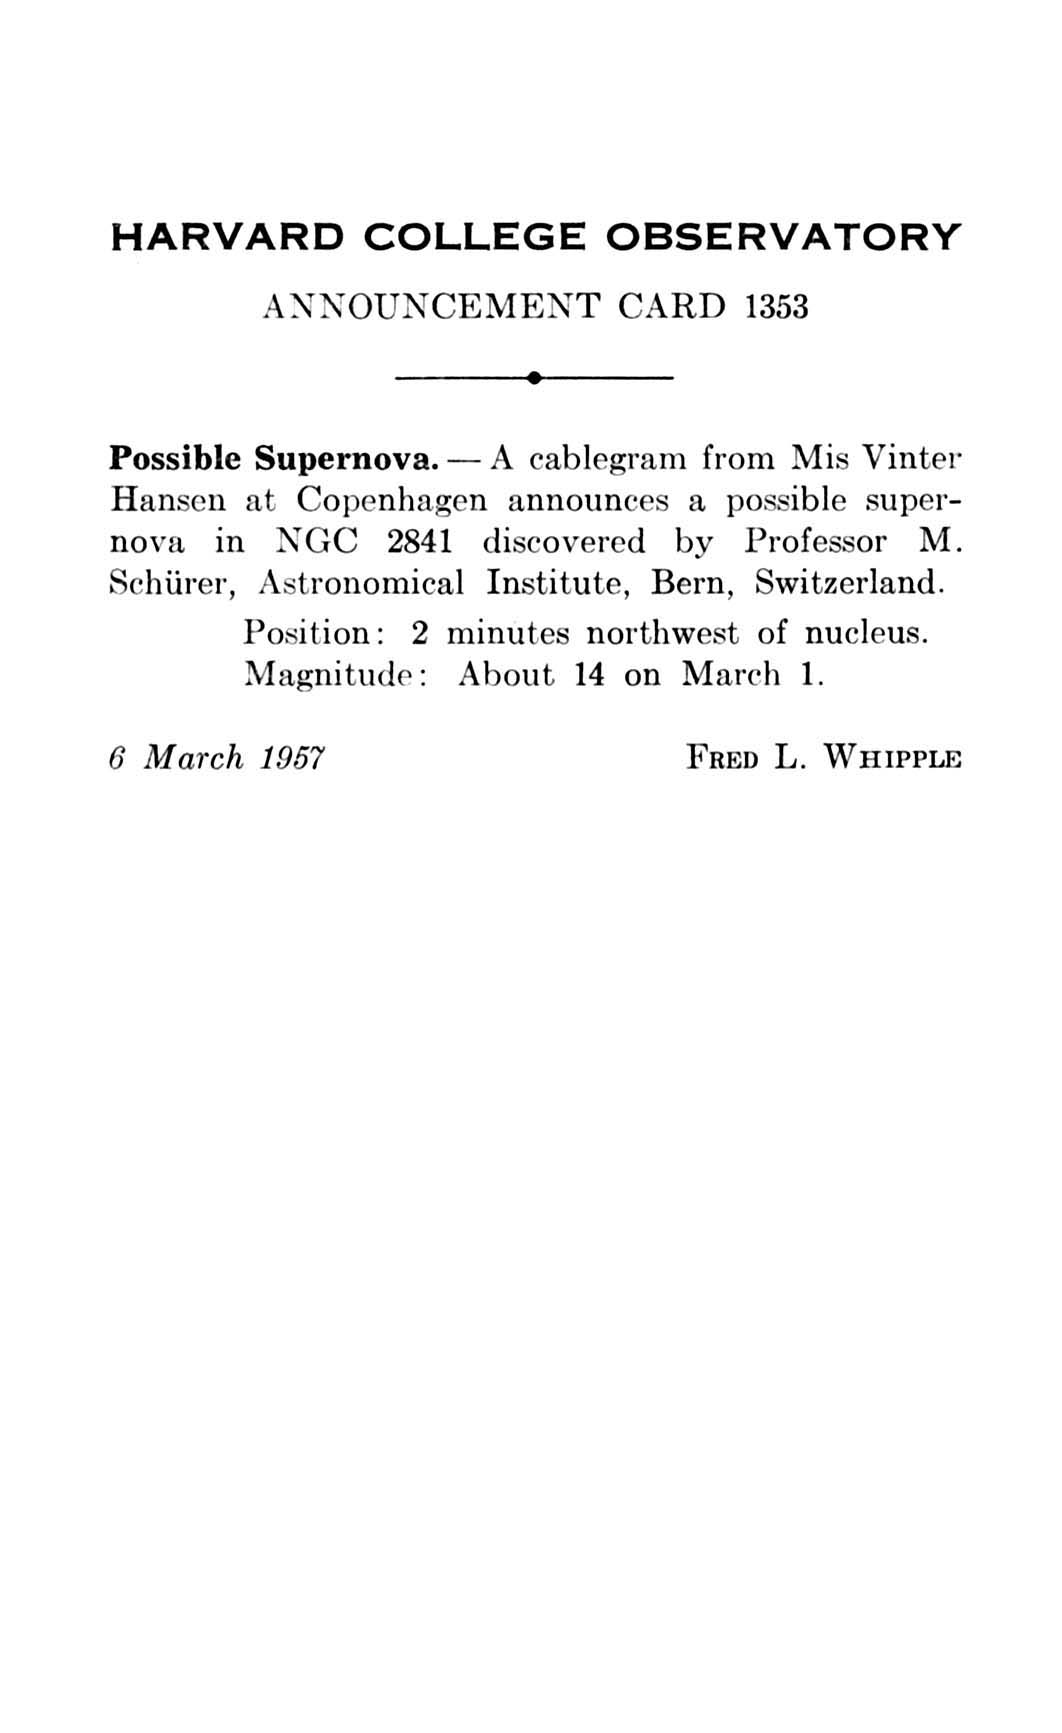 HARVARD COLLEGE OBSERVATORY
ANNOUNCEMENT CARD 1353
Possible Supernova. — A cablegram from Mis Vinter
Hansen at Copenhagen announces a possible super-
nova in NGC 2841 discovered by Professor M.
Schürer, Astronomical Institute, Bern, Switzerland.
Position: 2 minutes northwest of nucleus.
Magnitude: About 14 on March 1.
6 March 1957 FRED L. WHIPPLE